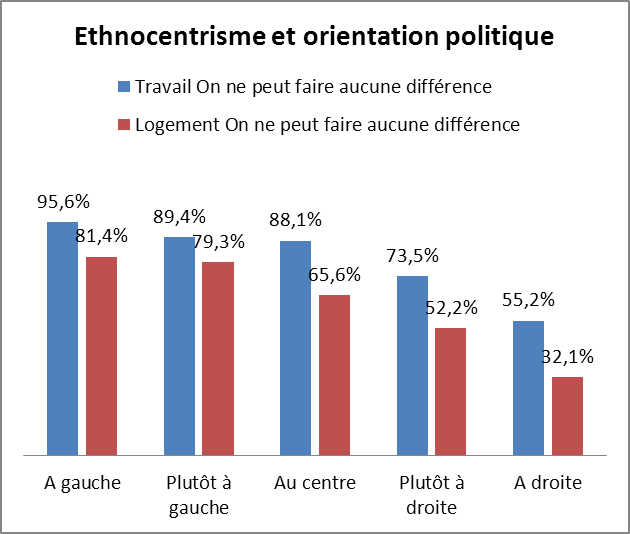 Ethnocentrisme et orientation politique
Travail On ne peut faire aucune différence
Logement On ne peut faire aucune différence
95,6%
81,4%
89,4%
79,3%
88,1%
65,6%
73,5%
52,2%
55,2%
32,1%
A gauche
Plutôt à
gauche
Au centre
Plutôt à
droite
A droite